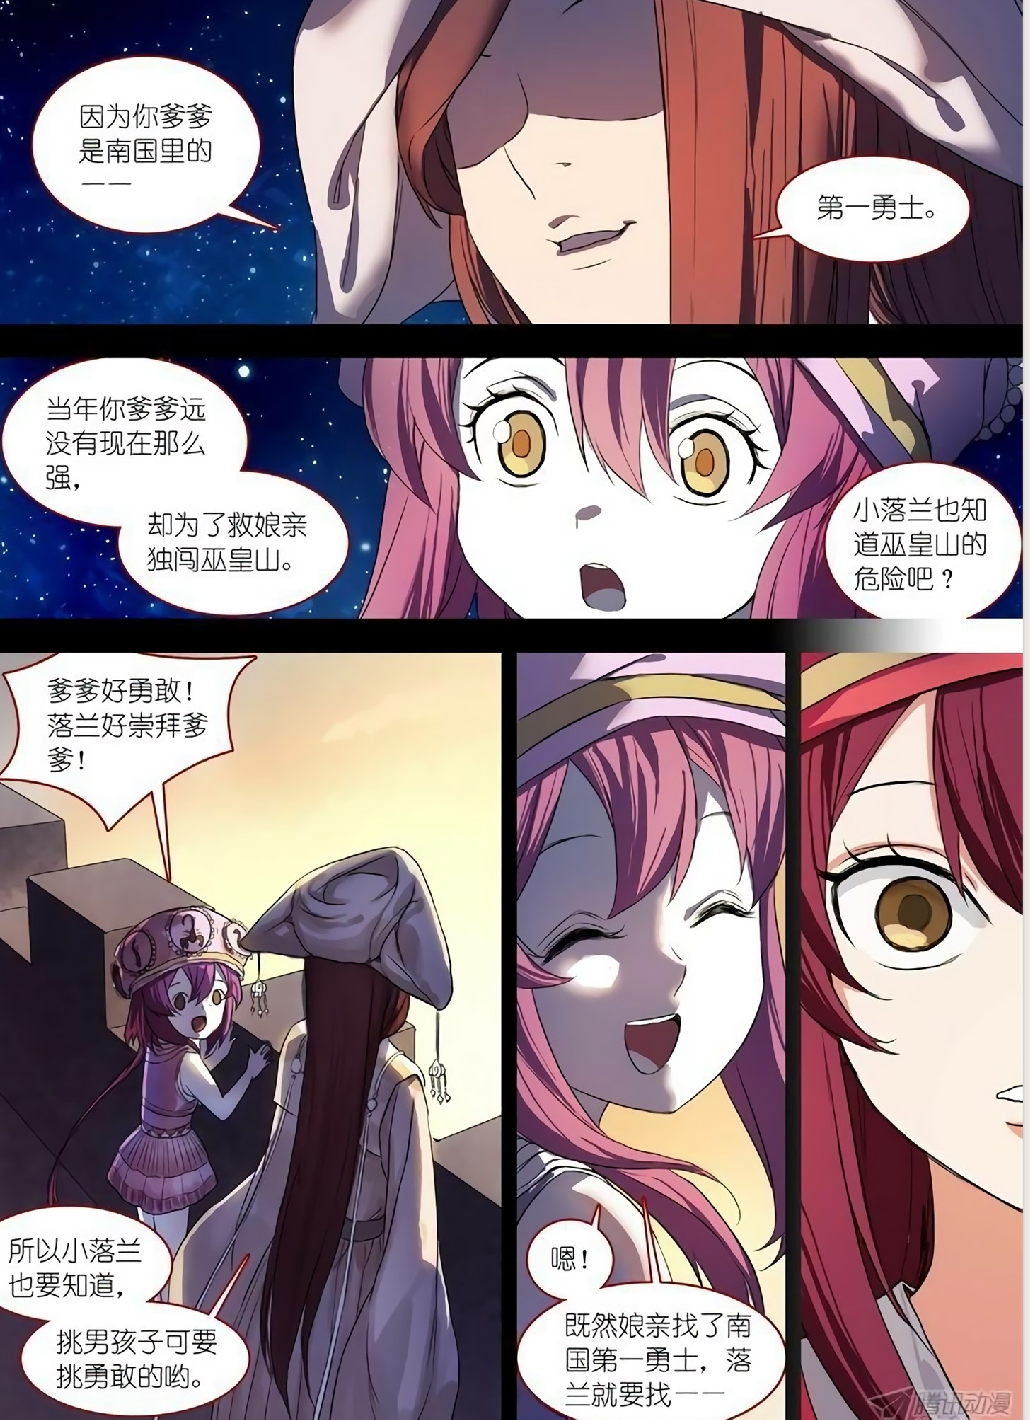 因为你爹爹
是南国里的
——
第一勇士。
当年你爹爹远
没有现在那么
强，
却为了救娘亲
独闯巫皇山。
小落兰也知
道巫皇山的
危险吧？
爹爹好勇敢！
落兰好崇拜爹
爹！
所以小落兰
也要知道，
挑男孩子可要
挑勇敢的哟。
嗯！
既然娘亲找了南
国第一勇士，落
兰就要找——
腾讯动漫